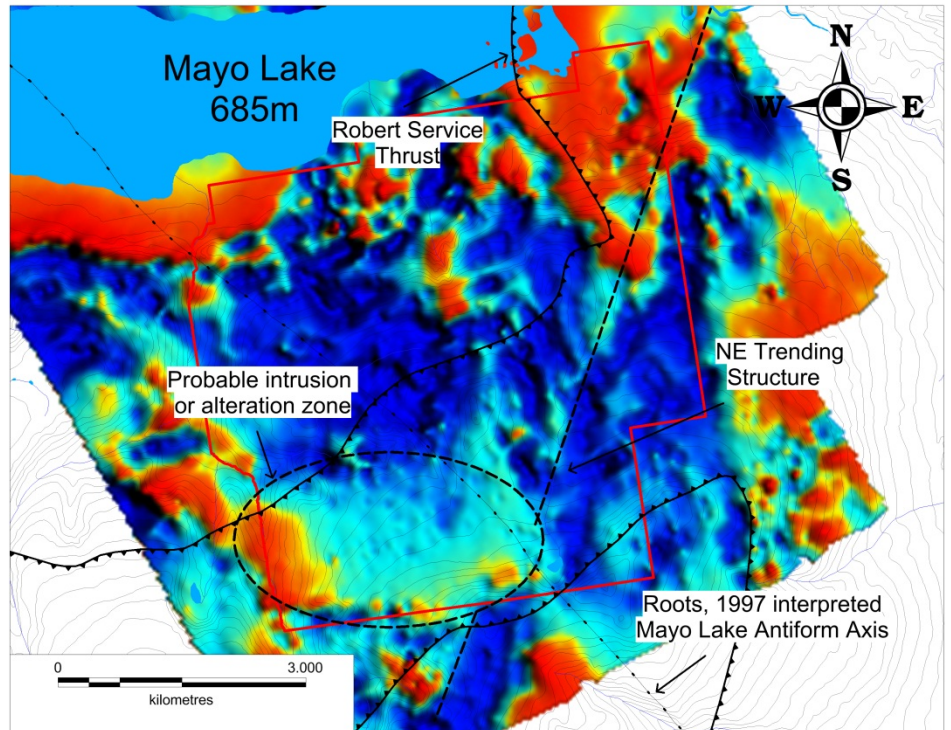 Mayo Lake
685m
N
W
E
S
Robert Service
Thrust
NE Trending
Structure
Probable intrusion
or alteration zone
Roots, 1997 interpreted
Mayo Lake Antiform Axis
0
3.000
kilometres